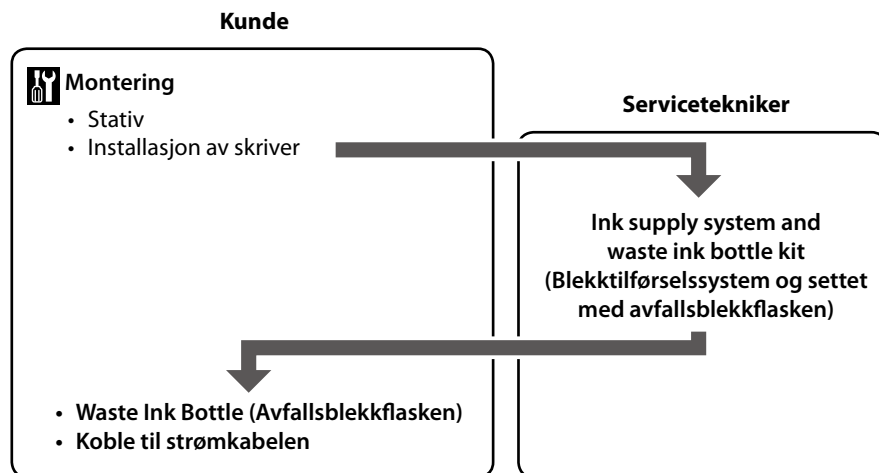 Kunde
Montering
• Stativ
• Installasjon av skriver
Servicetekniker
Ink supply system and
waste ink bottle kit
(Blekktilførselssystem og settet
med avfallsblekkflasken)
• Waste Ink Bottle (Avfallsblekkflasken)
• Koble til strømkabelen